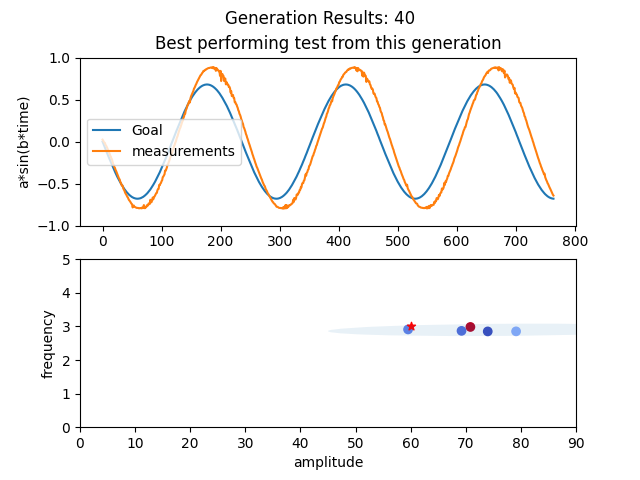 Generation Results: 40
Best performing test from this generation
1.0
0.5
0.0
−0.5
−1.0
a*sin(b*time)
Goal
measurements
0 100 200 300 400 500 600 700 800
5
4
3
2
1
0
frequency
0 10 20 30 40 50 60 70 80 90
amplitude